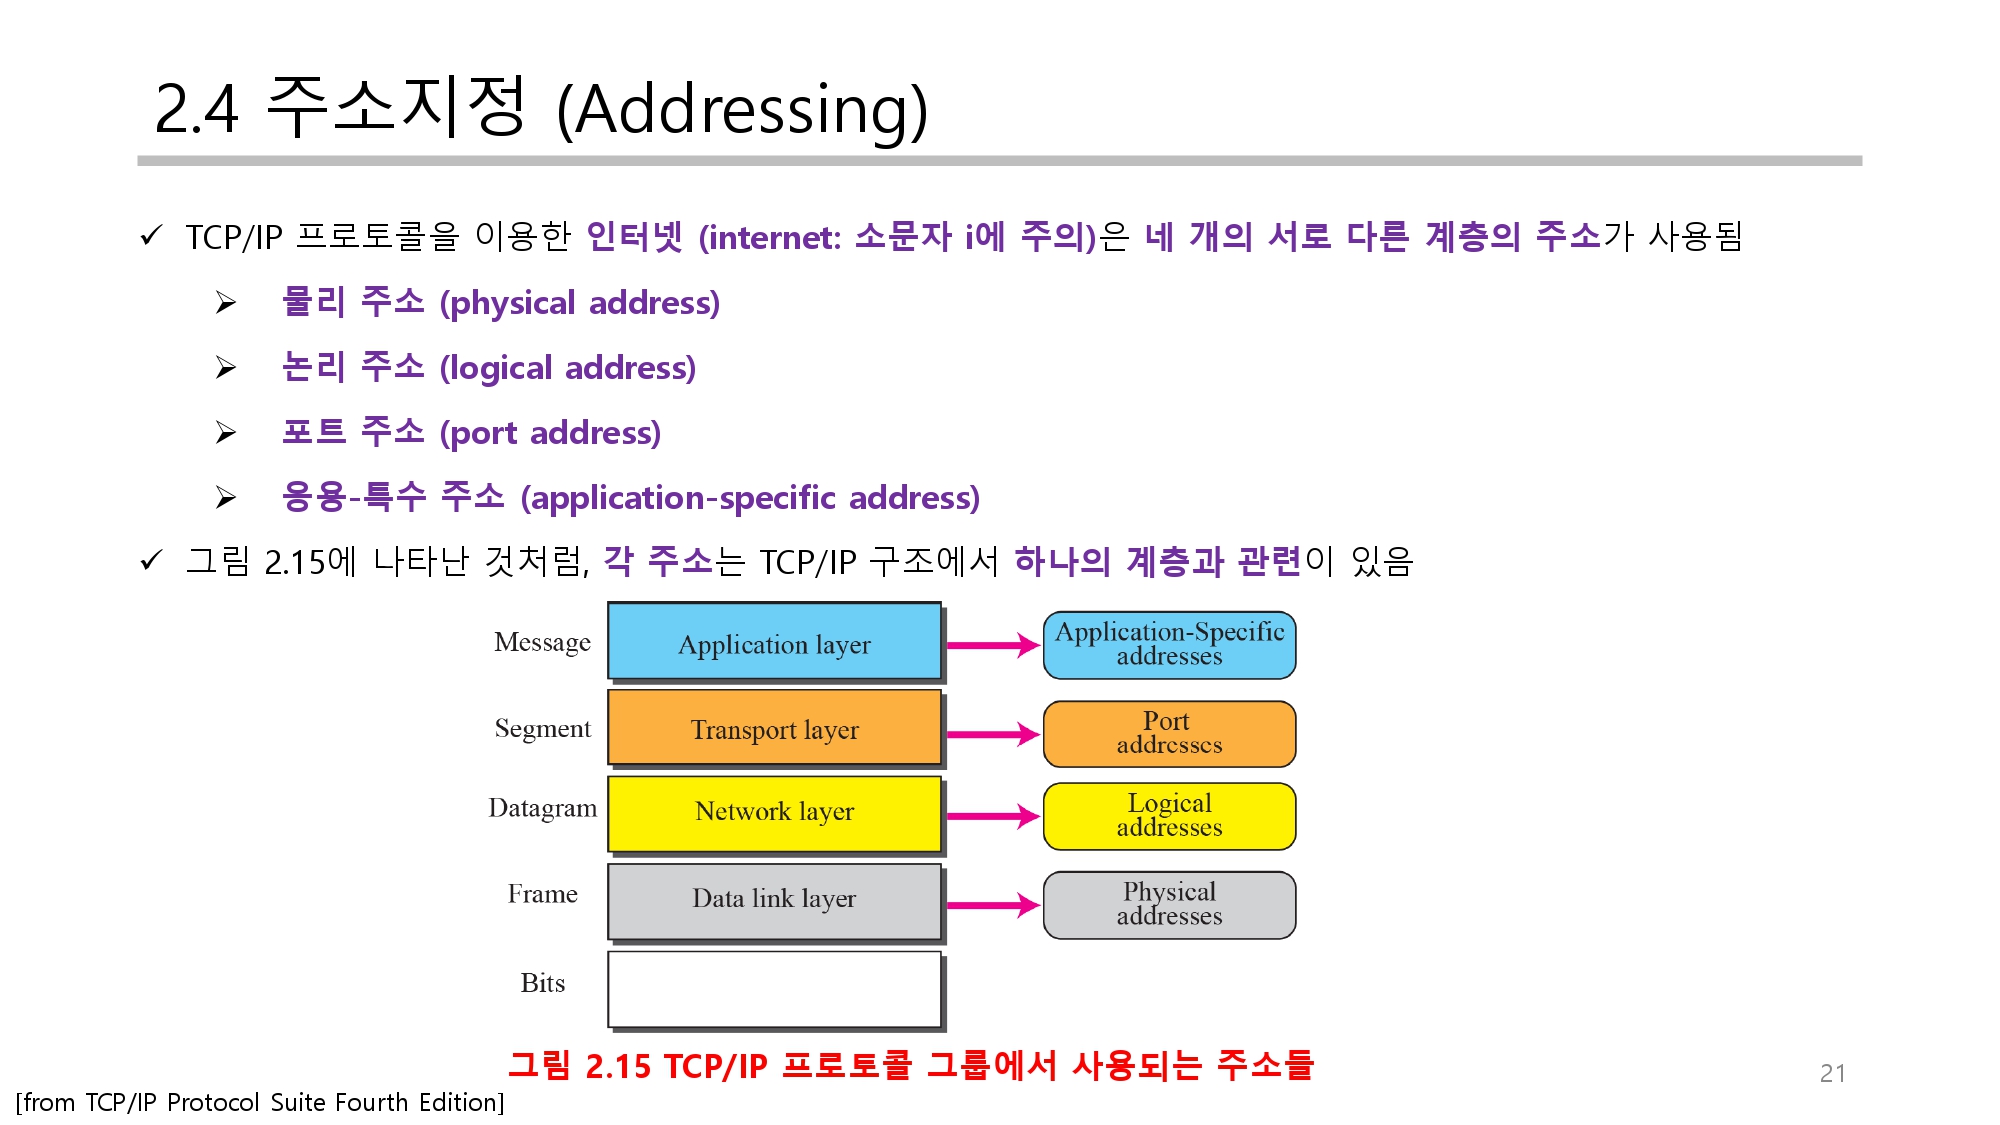 2.4 주소지정 (Addressing)
✓ TCP/IP 프로토콜을 이용한 인터넷 (internet: 소문자 i에 주의)은 네 개의 서로 다른 계층의 주소가 사용됨
➢ 물리 주소 (physical address)
➢ 논리 주소 (logical address)
➢ 포트 주소 (port address)
➢ 응용-특수 주소 (application-specific address)
✓ 그림 2.15에 나타난 것처럼, 각 주소는 TCP/IP 구조에서 하나의 계층과 관련이 있음
Message Application layer Application-Specific
addresses
Segment Transport layer Port
addresses
Datagram Network layer Logical
addresses
Frame Data link layer Physical
addresses
Bits
그림 2.15 TCP/IP 프로토콜 그룹에서 사용되는 주소들
21
[from TCP/IP Protocol Suite Fourth Edition]